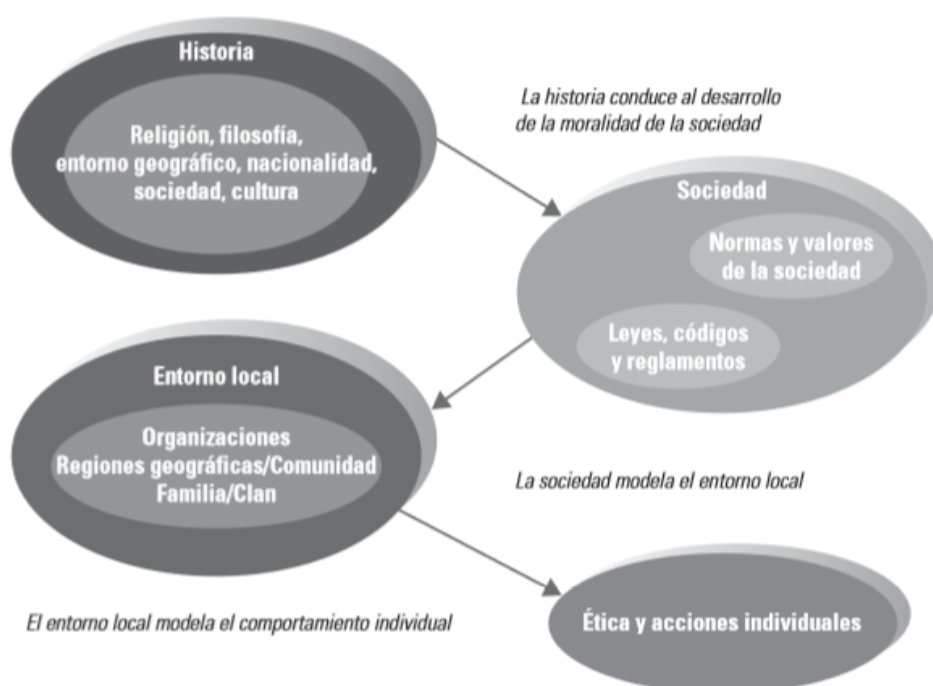 Historia
Religión, filosofía,
entorno geográfico, nacionalidad,
sociedad, cultura
La historia conduce al desarrollo
de la moralidad de la sociedad
Sociedad
Normas y valores
de la sociedad
Leyes, códigos
y reglamentos
Entorno local
Organizaciones
Regiones geográficas/Comunidad
Familia/Clan
La sociedad modela el entorno local
El entorno local modela el comportamiento individual
Ética y acciones individuales